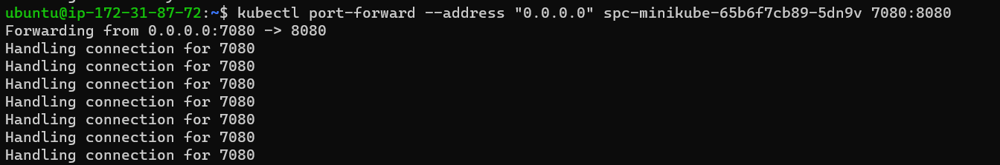 ubuntu@ip-172-31-87-72:~$ kubectl port-forward --address "0.0.0.0" spc-minikube-65b6f7cb89-5dn9v 7080:8080
Forwarding from 0.0.0.0:7080 -> 8080
Handling connection for 7080
Handling connection for 7080
Handling connection for 7080
Handling connection for 7080
Handling connection for 7080
Handling connection for 7080
Handling connection for 7080